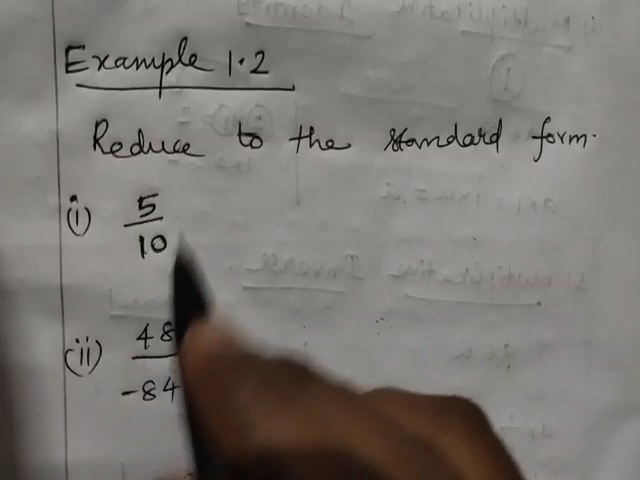 Example 1.2
Reduce to the standard form.
(i) 5/10
(ii) 48/-84